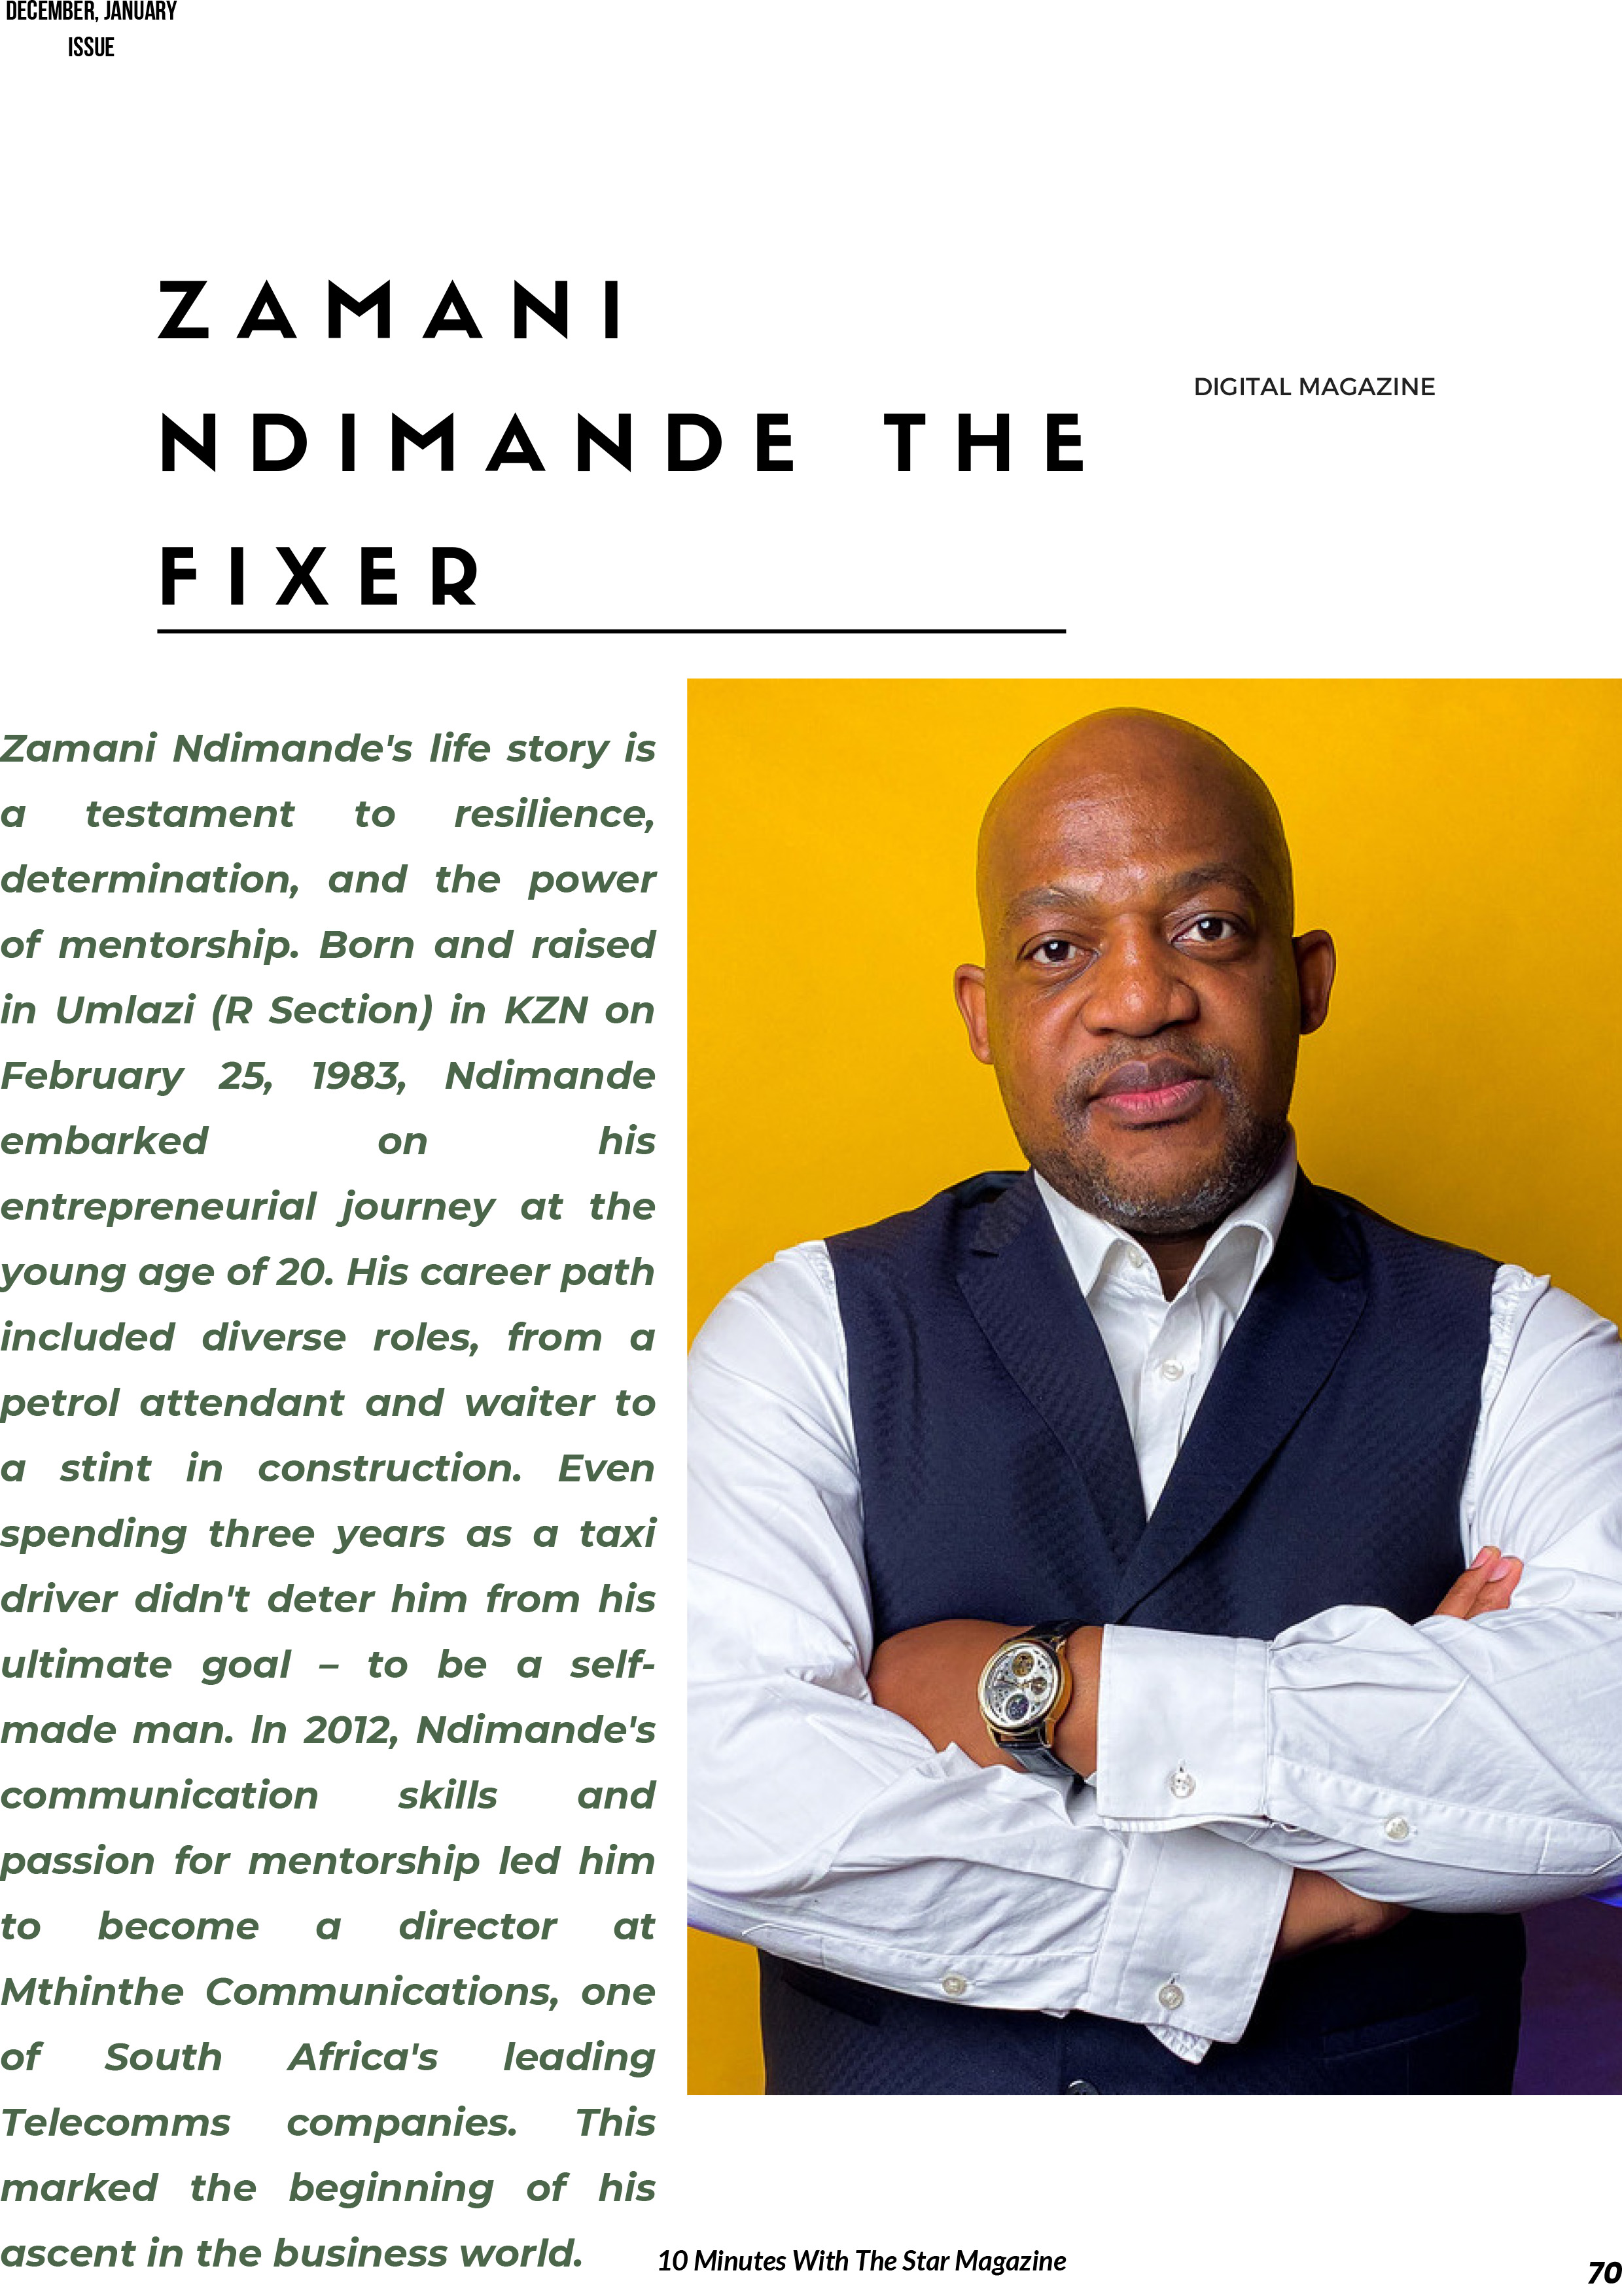 DECEMBER, JANUARY
ISSUE
ZAMANI
NDIMANDE THE
FIXER
DIGITAL MAGAZINE
Zamani Ndimande's life story is
a testament to resilience,
determination, and the power
of mentorship. Born and raised
in Umlazi (R Section) in KZN on
February 25, 1983, Ndimande
embarked on his
entrepreneurial journey at the
young age of 20. His career path
included diverse roles, from a
petrol attendant and waiter to
a stint in construction. Even
spending three years as a taxi
driver didn't deter him from his
ultimate goal – to be a self-
made man. In 2012, Ndimande's
communication skills and
passion for mentorship led him
to become a director at
Mthinthe Communications, one
of South Africa's leading
Telecomms companies. This
marked the beginning of his
ascent in the business world.
10 Minutes With The Star Magazine
70